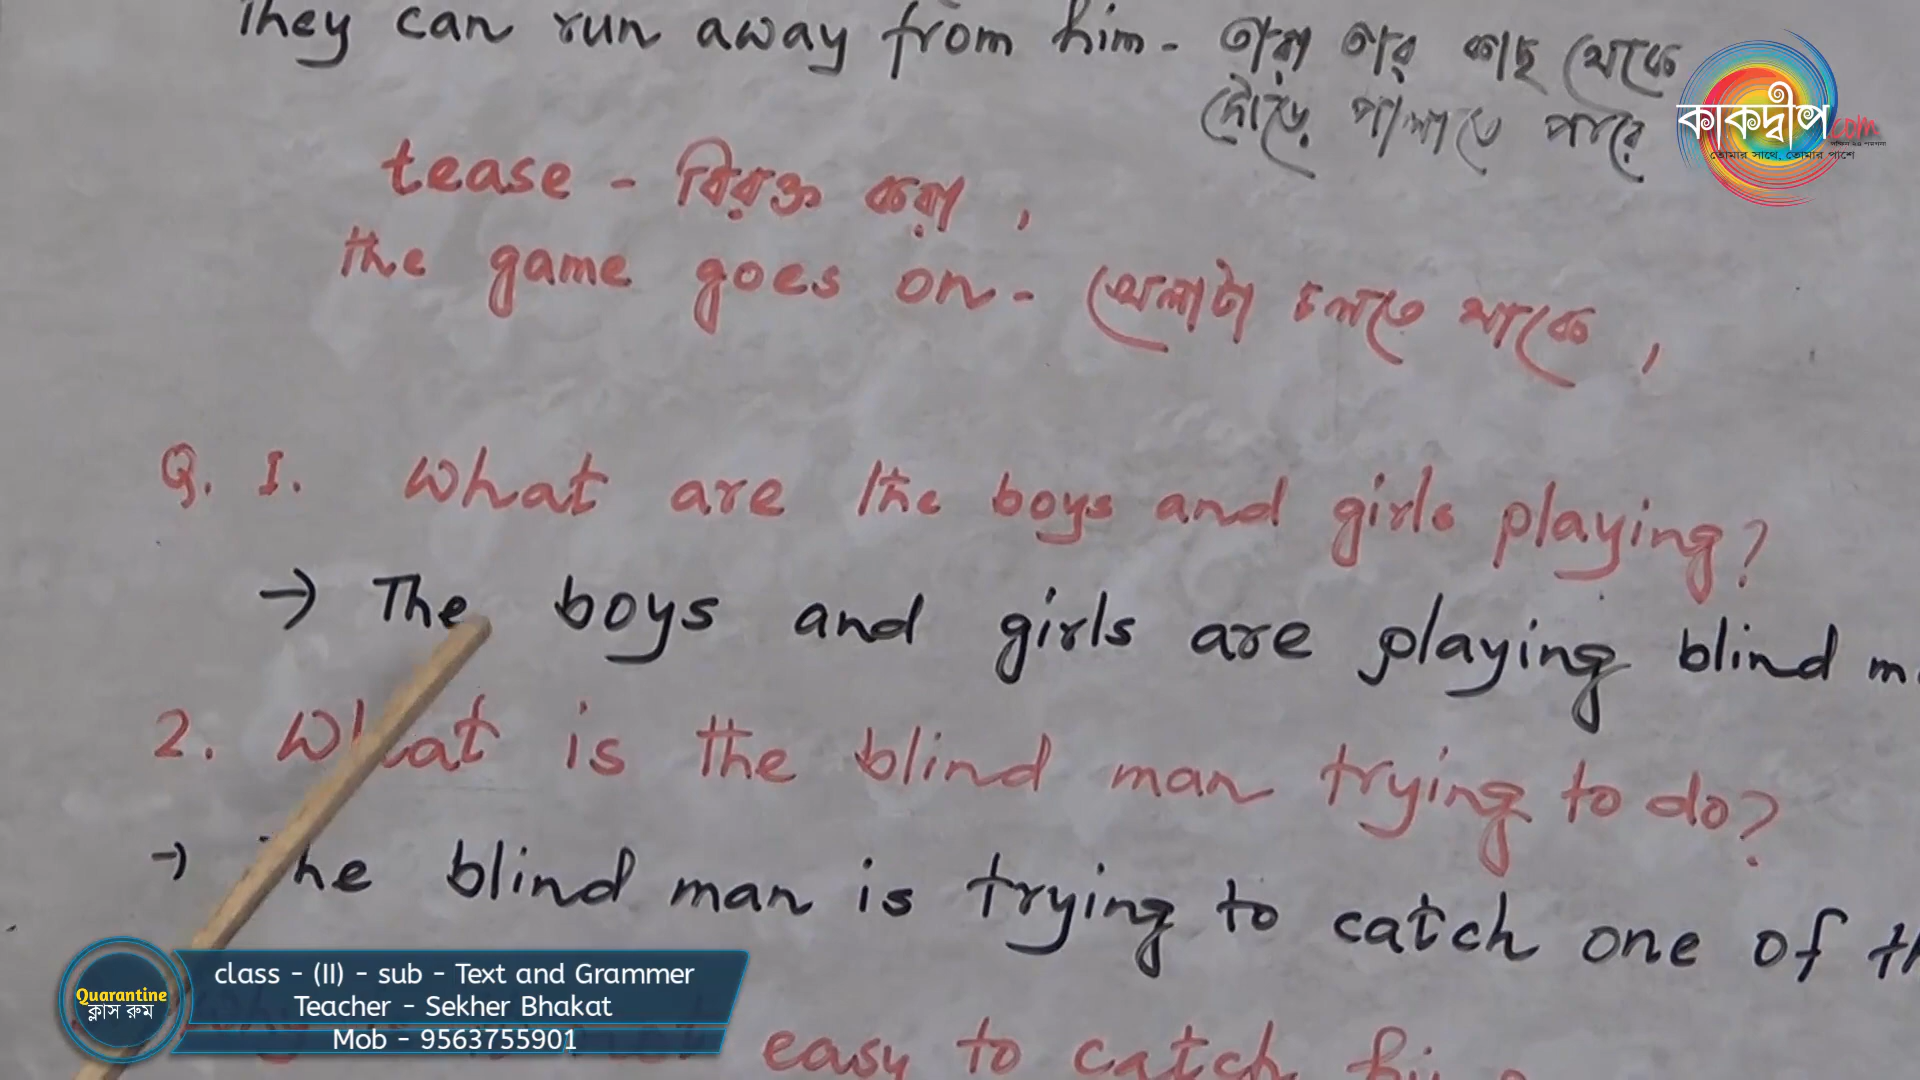 They can run away from him - তারা তার কাছ থেকে
দৌড়ে পালাতে পারে
কাকদ্বীপ.com
তোমার সাথে, তোমার পাশে
tease - বিরক্ত করা,
the game goes on - খেলাটা চলতে থাকে,
Q. 1. What are the boys and girls playing?
→ The boys and girls are playing blind
2. What is the blind man trying to do?
→ The blind man is trying to catch one of
easy to catch
Quarantine
ক্লাস রুম
class - (II) - sub - Text and Grammer
Teacher - Sekher Bhakat
Mob - 9563755901